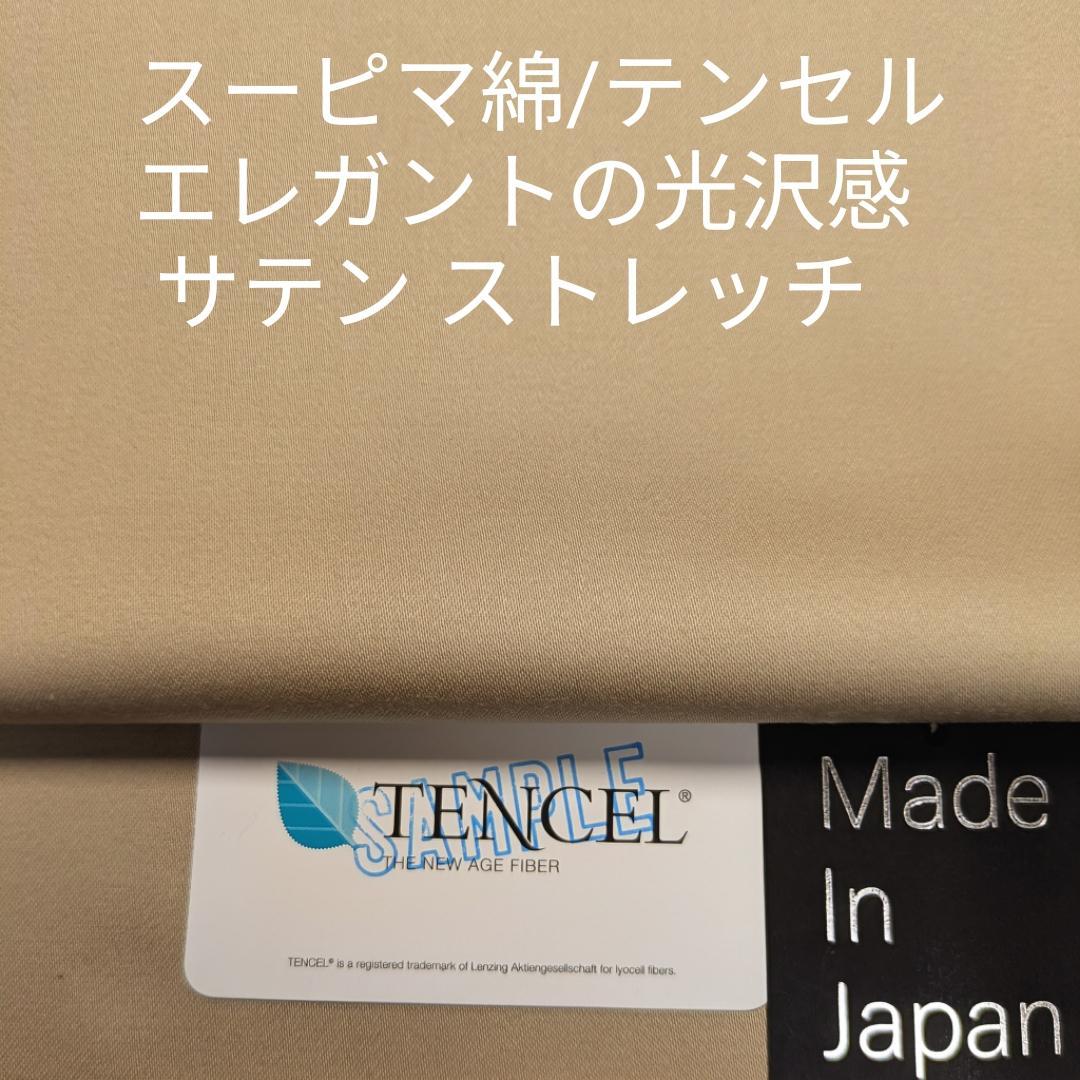 スーピマ綿/テンセル
エレガントの光沢感
サテン ストレッチ
TENCEL®
SAMPLE
THE NEW AGE FIBER
TENCEL® is a registered trademark of Lenzing Aktiengesellschaft for lyocell fibers.
Made
In
Japan